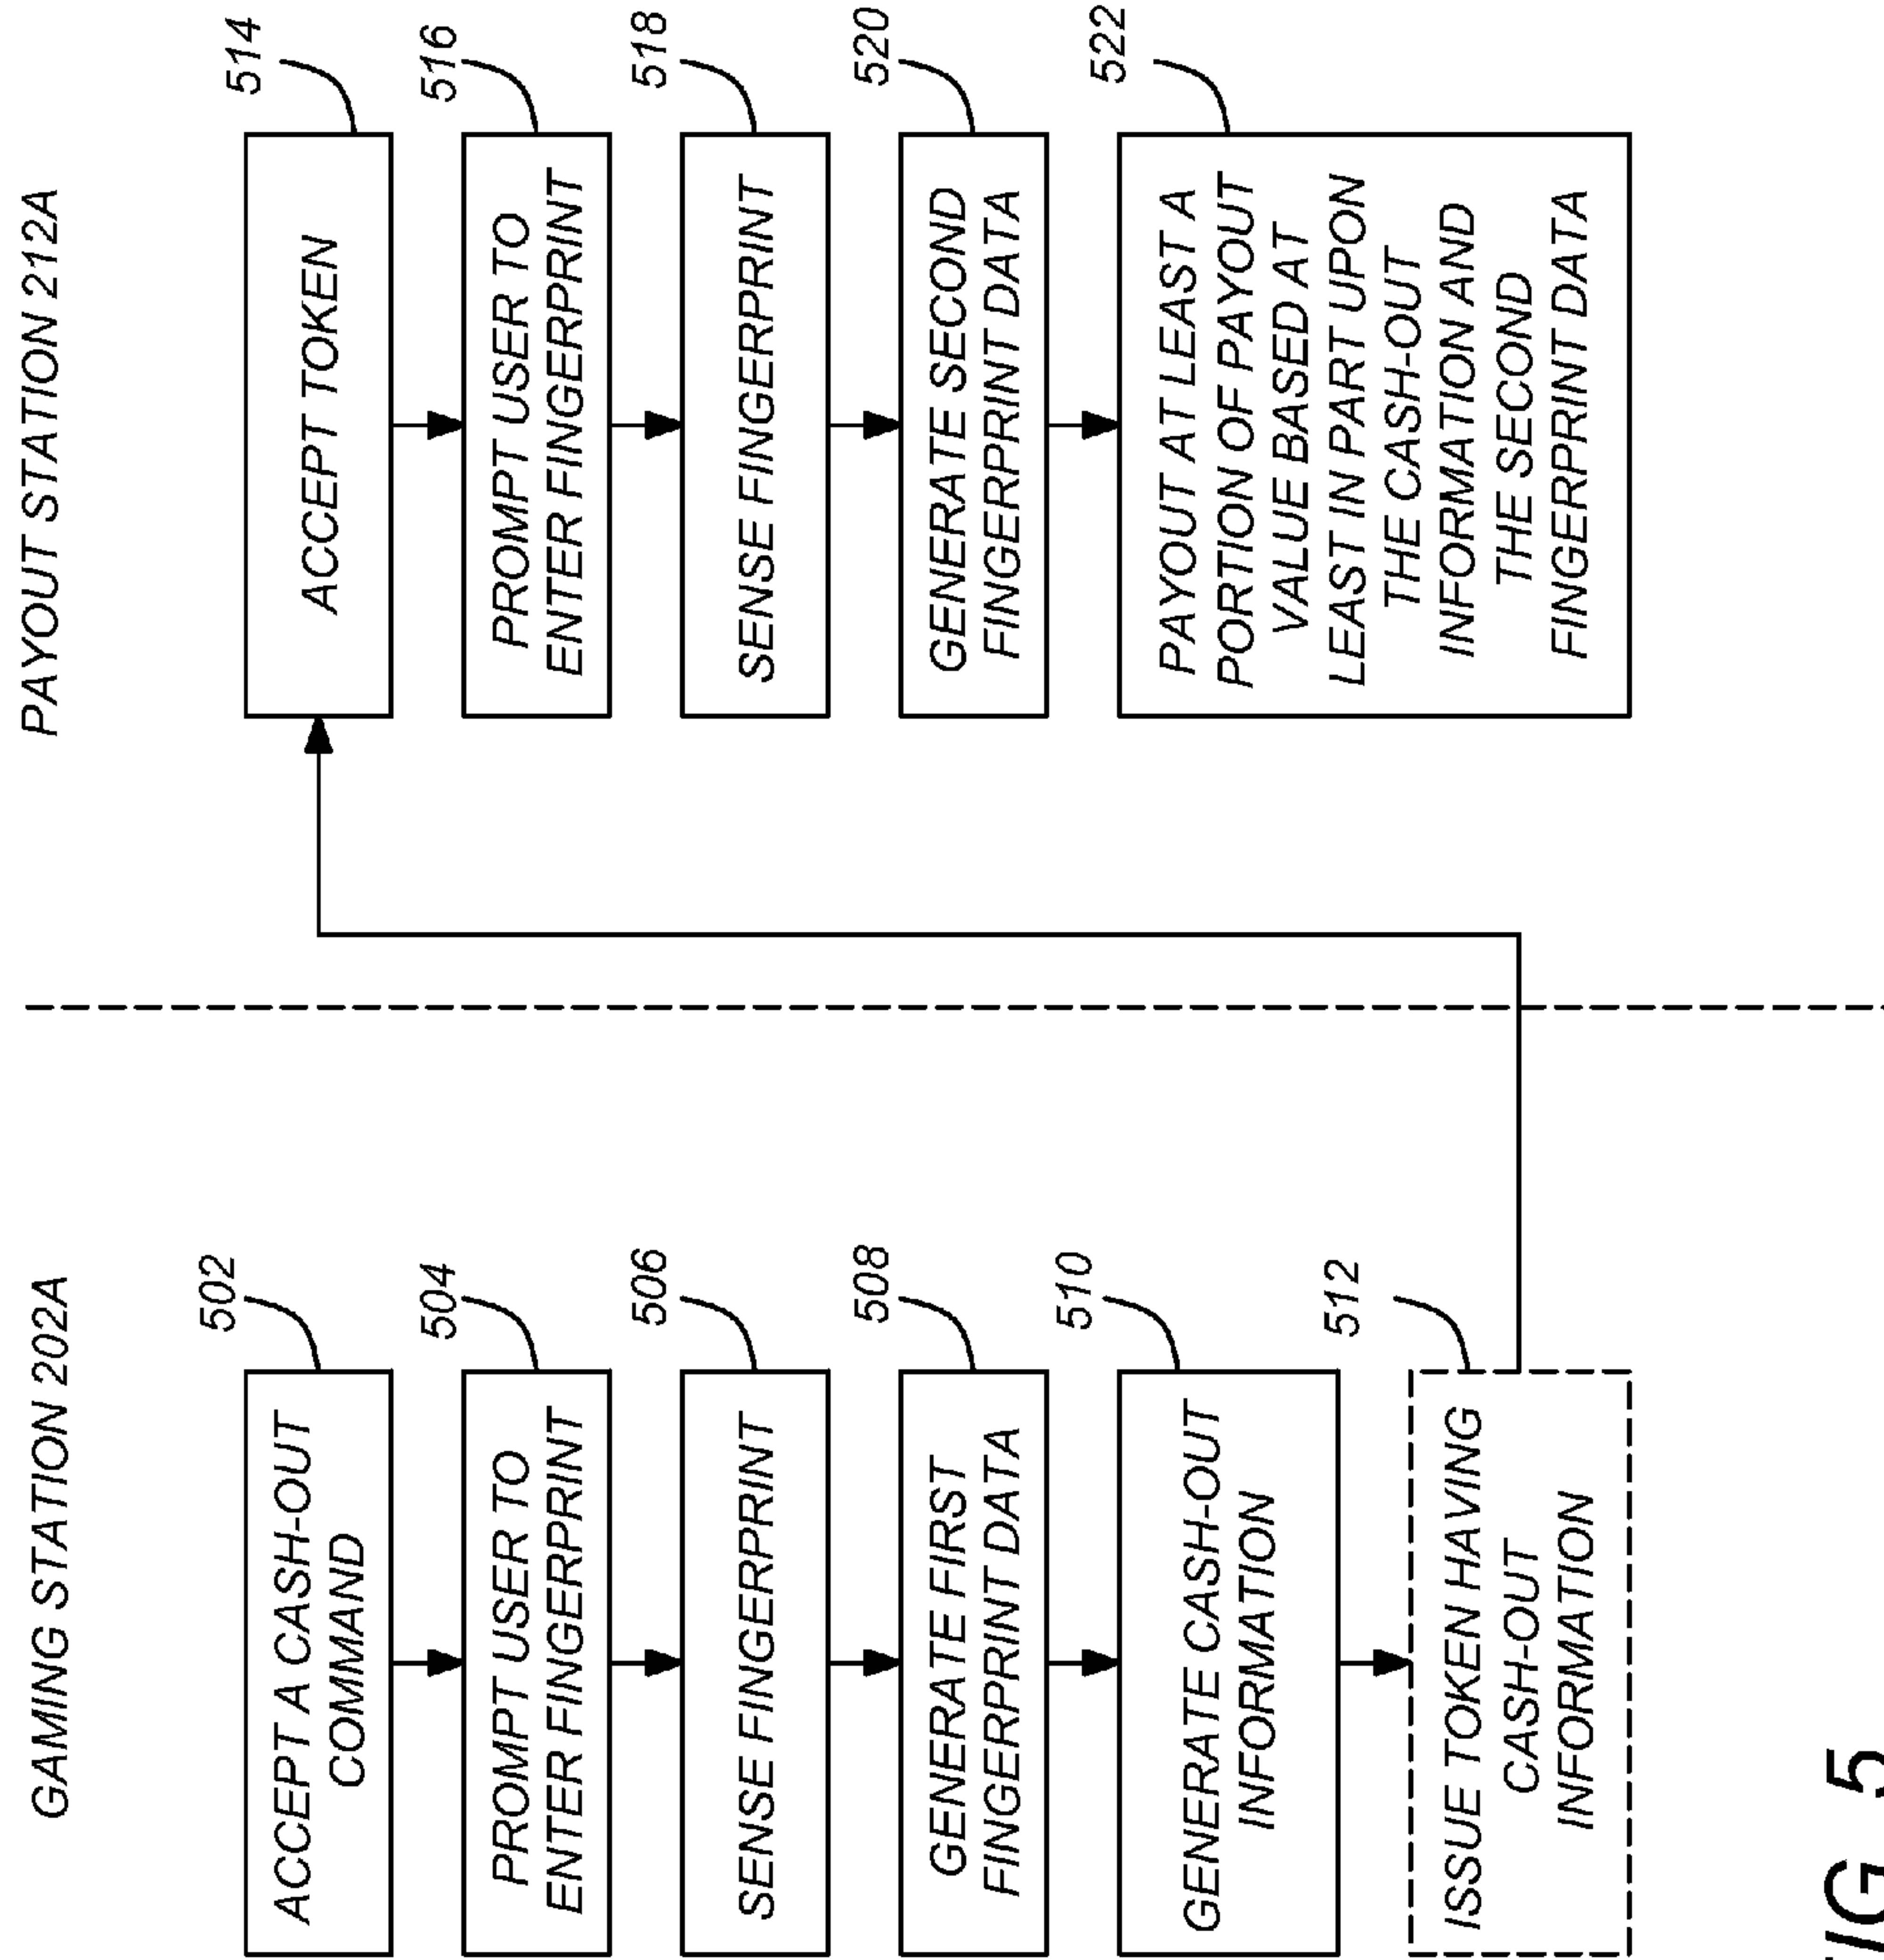 GAMING STATION 202A
502
ACCEPT A CASH-OUT
COMMAND
504
PROMPT USER TO
ENTER FINGERPRINT
506
SENSE FINGERPRINT
508
GENERATE FIRST
FINGERPRINT DATA
510
GENERATE CASH-OUT
INFORMATION
512
ISSUE TOKEN HAVING
CASH-OUT
INFORMATION
PAYOUT STATION 212A
514
ACCEPT TOKEN
516
PROMPT USER TO
ENTER FINGERPRINT
518
SENSE FINGERPRINT
520
GENERATE SECOND
FINGERPRINT DATA
522
PAYOUT AT LEAST A
PORTION OF PAYOUT
VALUE BASED AT
LEAST IN PART UPON
THE CASH-OUT
INFORMATION AND
THE SECOND
FINGERPRINT DATA
IG 5